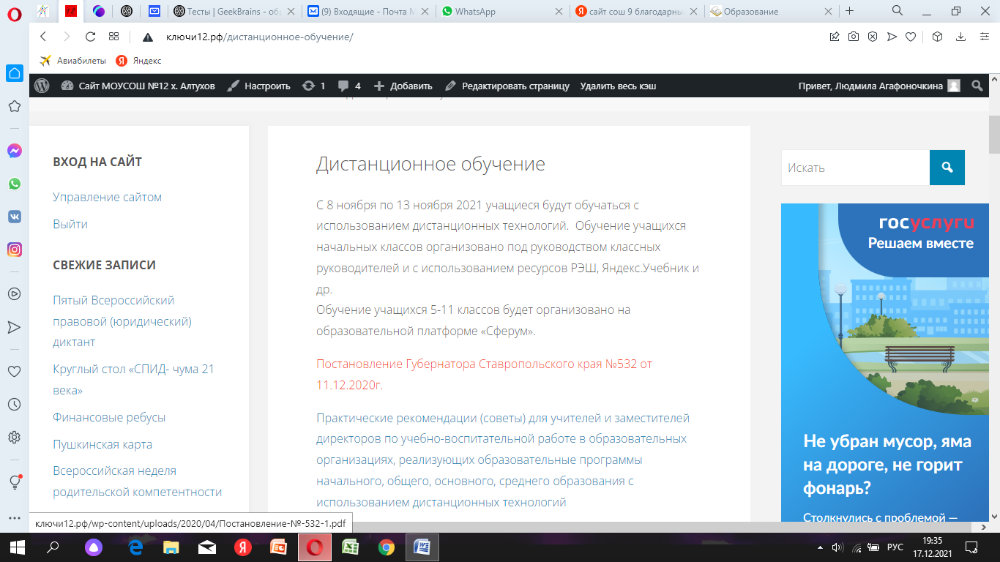 Тесты | GeekBrains - об
(9) Входящие - Почта M
WhatsApp
сайт сош 9 благодарны
Образование
ключи12.рф/дистанционное-обучение/
Авиабилеты
Яндекс
Сайт МОУСОШ №12 х. Алтухов
Настроить
1
4
Добавить
Редактировать страницу
Удалить весь кэш
Привет, Людмила Агафоночкина
ВХОД НА САЙТ
Управление сайтом
Выйти
СВЕЖИЕ ЗАПИСИ
Пятый Всероссийский
правовой (юридический)
диктант
Круглый стол «СПИД- чума 21
века»
Финансовые ребусы
Пушкинская карта
Всероссийская неделя
родительской компетентности
Дистанционное обучение
С 8 ноября по 13 ноября 2021 учащиеся будут обучаться с
использованием дистанционных технологий. Обучение учащихся
начальных классов организовано под руководством классных
руководителей и с использованием ресурсов РЭШ, Яндекс.Учебник и
др.
Обучение учащихся 5-11 классов будет организовано на
образовательной платформе «Сферум».
Постановление Губернатора Ставропольского края №532 от
11.12.2020г.
Практические рекомендации (советы) для учителей и заместителей
директоров по учебно-воспитательной работе в образовательных
организациях, реализующих образовательные программы
начального, общего, основного, среднего образования с
использованием дистанционных технологий
Искать
госуслуги
Решаем вместе
Не убран мусор, яма
на дороге, не горит
фонарь?
Столкнулись с проблемой —
ключи12.рф/wp-content/uploads/2020/04/Постановление-№-532-1.pdf
РУС
19:35
17.12.2021